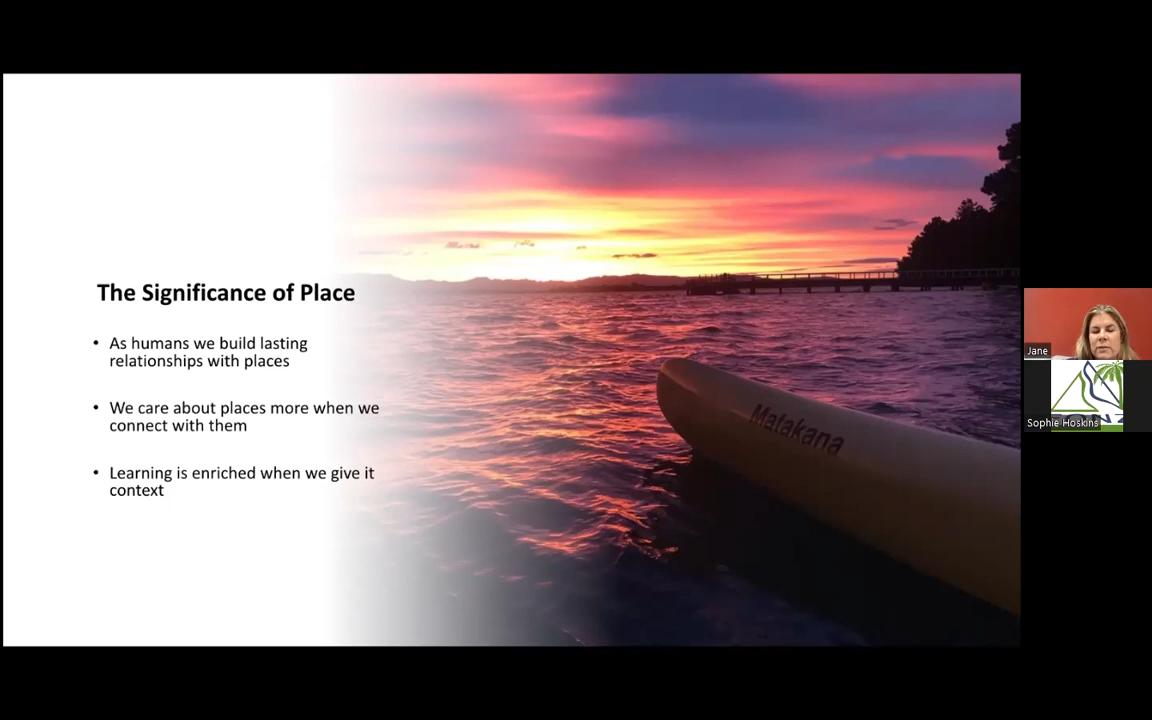 The Significance of Place
• As humans we build lasting
relationships with places
• We care about places more when we
connect with them
• Learning is enriched when we give it
context
Matakana
Jane
Sophie Hoskins